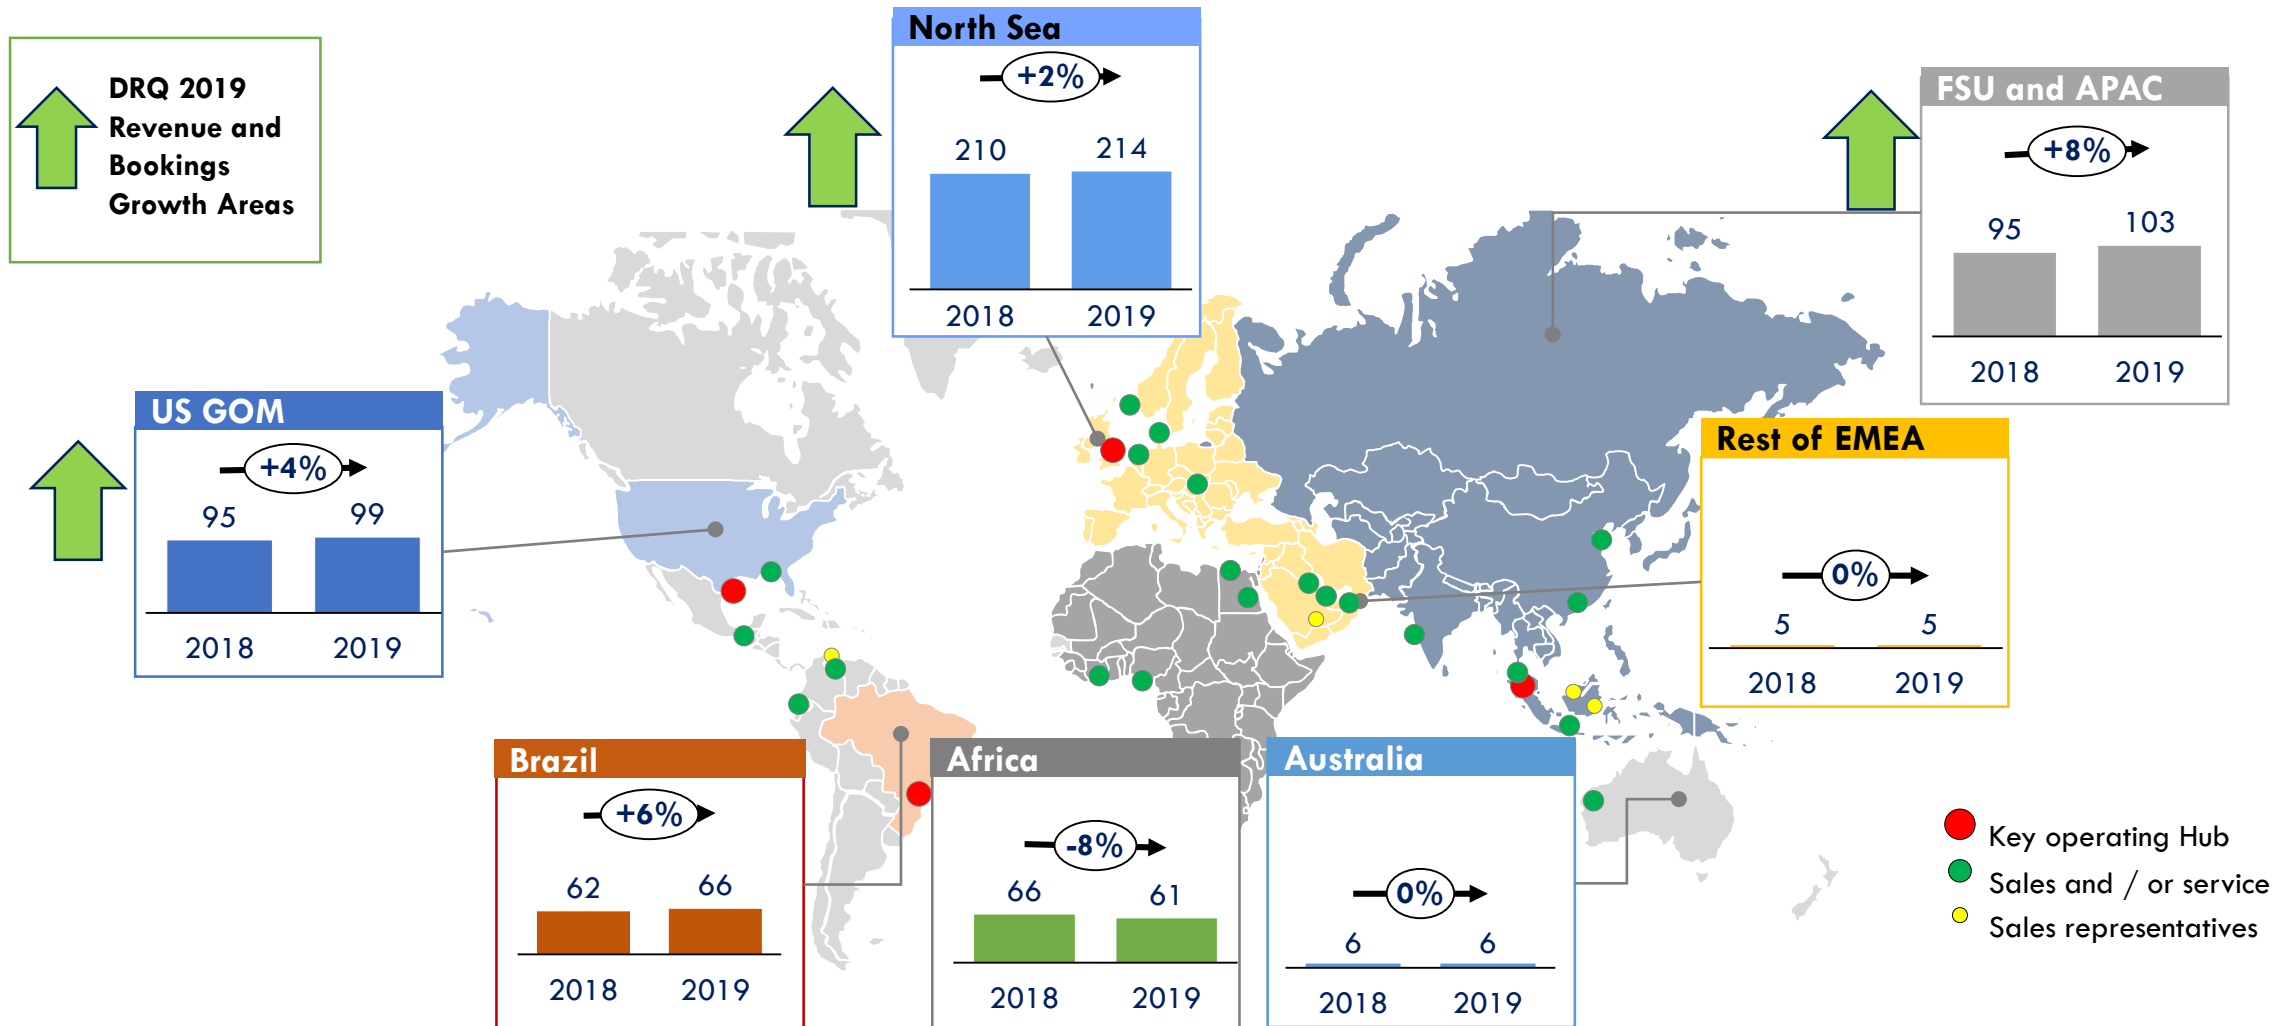 DRQ 2019
Revenue and
Bookings
Growth Areas
North Sea
+2%
210
214
2018
2019
FSU and APAC
+8%
95
103
2018
2019
US GOM
+4%
95
99
2018
2019
Rest of EMEA
0%
5
5
2018
2019
Brazil
+6%
62
66
2018
2019
Africa
-8%
66
61
2018
2019
Australia
0%
6
6
2018
2019
Key operating Hub
Sales and / or service
Sales representatives